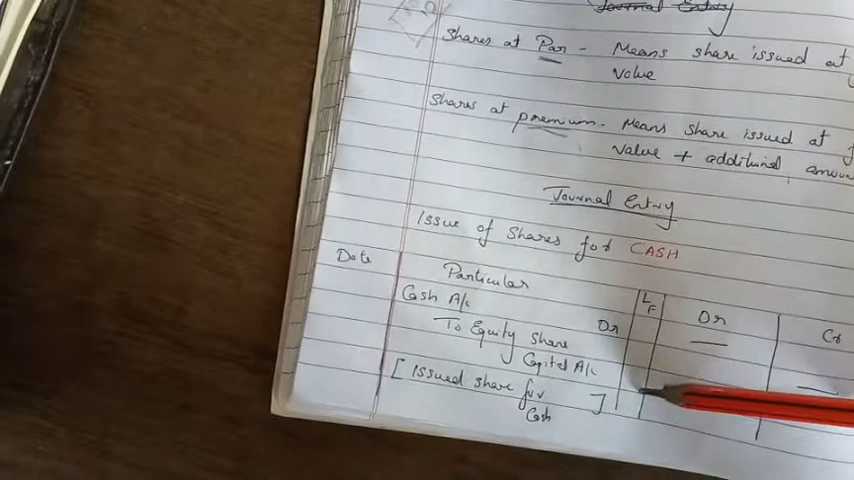 Journal Entry
Shares at Par - Means share issued at
value
Shares at premium - Means share issued at
value + additional amoun
Journal Entry
Issue of Shares for CASH
Date Particular LF Dr Cr
Cash A/c Dr
To Equity share
Capital A/c
[Issued share for
Cash]